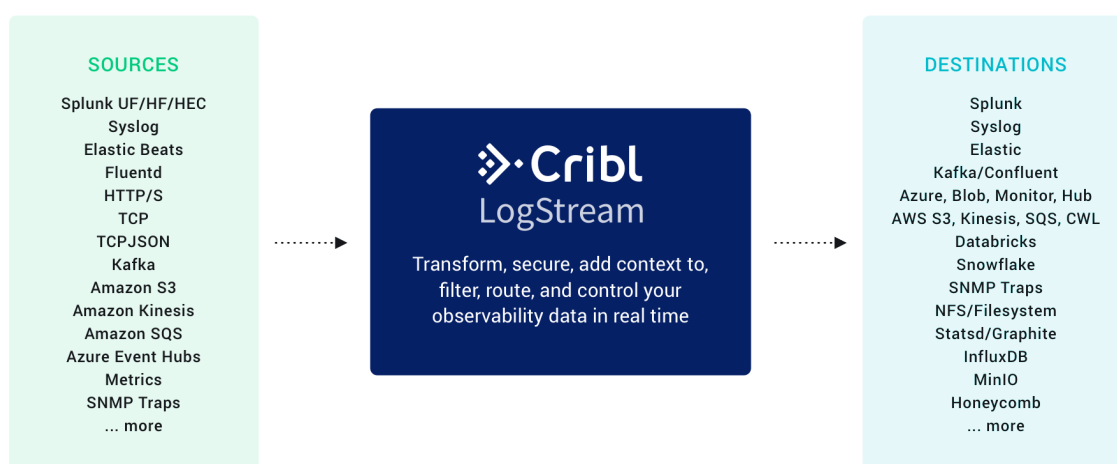 SOURCES
Splunk UF/HF/HEC
Syslog
Elastic Beats
Fluentd
HTTP/S
TCP
TCPJSON
Kafka
Amazon S3
Amazon Kinesis
Amazon SQS
Azure Event Hubs
Metrics
SNMP Traps
... more
Cribl
LogStream
Transform, secure, add context to,
filter, route, and control your
observability data in real time
DESTINATIONS
Splunk
Syslog
Elastic
Kafka/Confluent
Azure, Blob, Monitor, Hub
AWS S3, Kinesis, SQS, CWL
Databricks
Snowflake
SNMP Traps
NFS/Filesystem
Statsd/Graphite
InfluxDB
MinIO
Honeycomb
... more